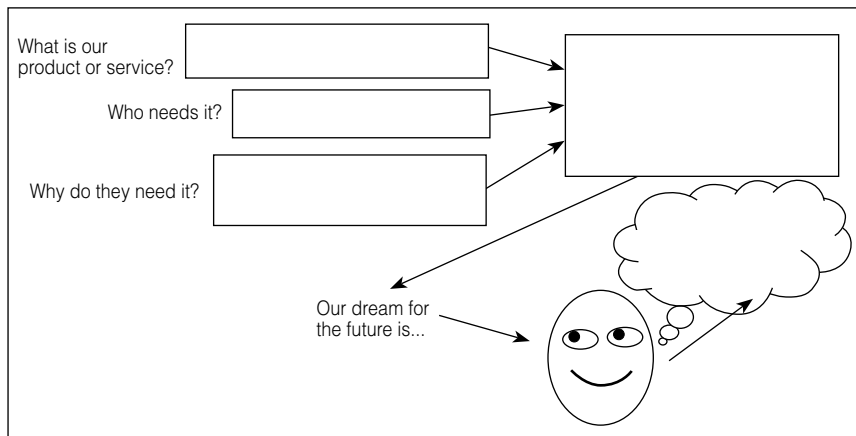 What is our
product or service?
Who needs it?
Why do they need it?
Our dream for
the future is...